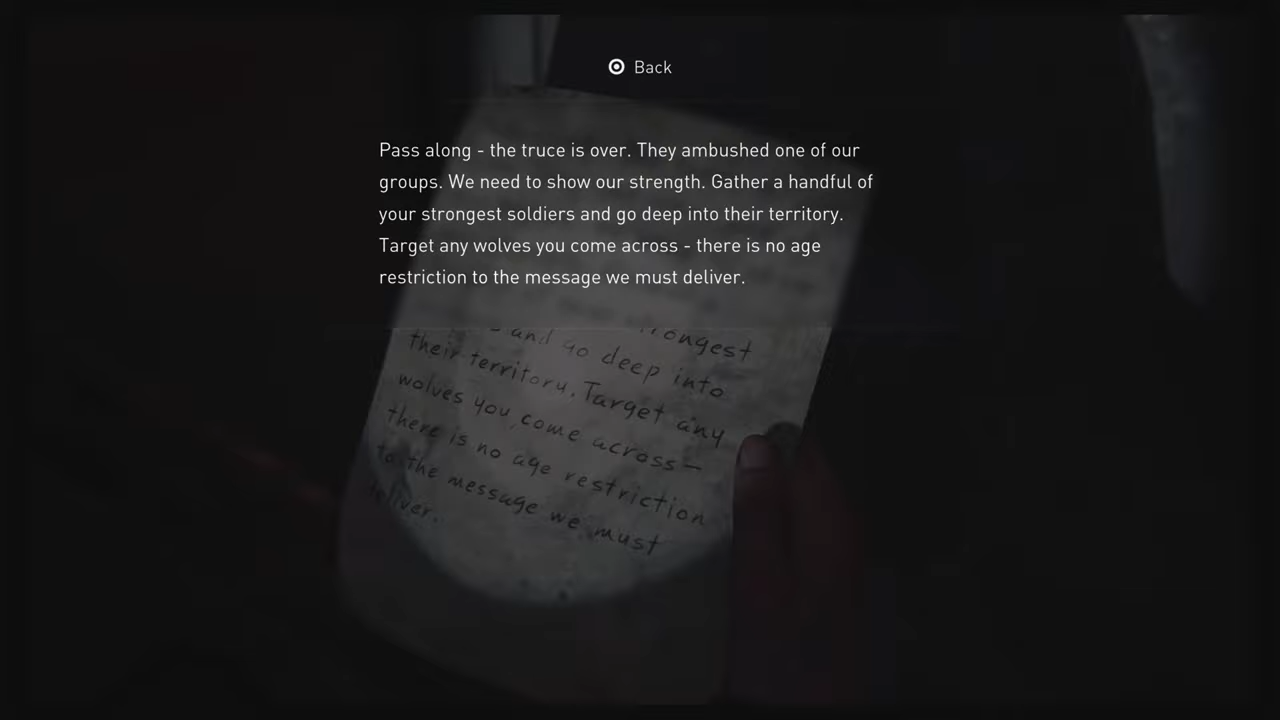 Back
Pass along - the truce is over. They ambushed one of our
groups. We need to show our strength. Gather a handful of
your strongest soldiers and go deep into their territory.
Target any wolves you come across - there is no age
restriction to the message we must deliver.
strongest
and go deep into
their territory. Target any
wolves you come across—
there is no age restriction
to the message we must
deliver.